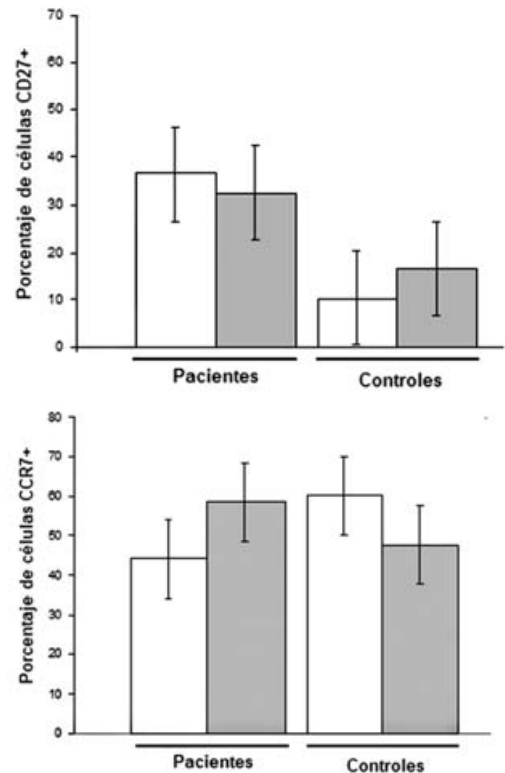 Porcentaje de células CD27+
70
60
50
40
30
20
10
0
Pacientes
Controles
Porcentaje de células CCR7+
80
70
60
50
40
30
20
10
0
Pacientes
Controles